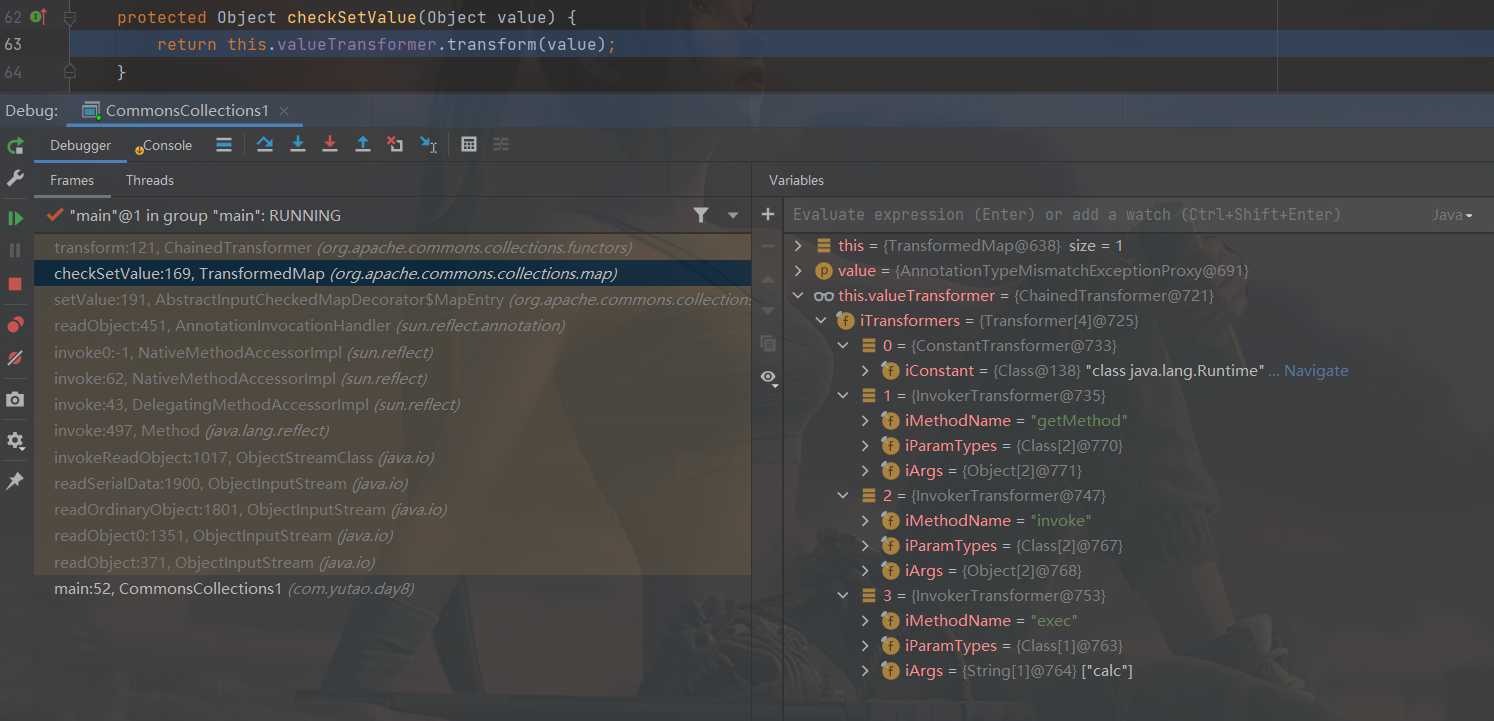 62 protected Object checkSetValue(Object value) {
63 return this.valueTransformer.transform(value);
64 }
Debug: CommonsCollections1
Debugger Console
Frames Threads
"main"@1 in group "main": RUNNING
transform:121, ChainedTransformer (org.apache.commons.collections.functors)
checkSetValue:169, TransformedMap (org.apache.commons.collections.map)
setValue:191, AbstractInputCheckedMapDecorator$MapEntry (org.apache.commons.collections
readObject:451, AnnotationInvocationHandler (sun.reflect.annotation)
invoke0:-1, NativeMethodAccessorImpl (sun.reflect)
invoke:62, NativeMethodAccessorImpl (sun.reflect)
invoke:43, DelegatingMethodAccessorImpl (sun.reflect)
invoke:497, Method (java.lang.reflect)
invokeReadObject:1017, ObjectStreamClass (java.io)
readSerialData:1900, ObjectInputStream (java.io)
readOrdinaryObject:1801, ObjectInputStream (java.io)
readObject0:1351, ObjectInputStream (java.io)
readObject:371, ObjectInputStream (java.io)
main:52, CommonsCollections1 (com.yutao.day8)
Variables
Evaluate expression (Enter) or add a watch (Ctrl+Shift+Enter) Java
this = {TransformedMap@638} size = 1
value = {AnnotationTypeMismatchExceptionProxy@691}
this.valueTransformer = {ChainedTransformer@721}
iTransformers = {Transformer[4]@725}
0 = {ConstantTransformer@733}
iConstant = {Class@138} "class java.lang.Runtime" ... Navigate
1 = {InvokerTransformer@735}
iMethodName = "getMethod"
iParamTypes = {Class[2]@770}
iArgs = {Object[2]@771}
2 = {InvokerTransformer@747}
iMethodName = "invoke"
iParamTypes = {Class[2]@767}
iArgs = {Object[2]@768}
3 = {InvokerTransformer@753}
iMethodName = "exec"
iParamTypes = {Class[1]@763}
iArgs = {String[1]@764} ["calc"]